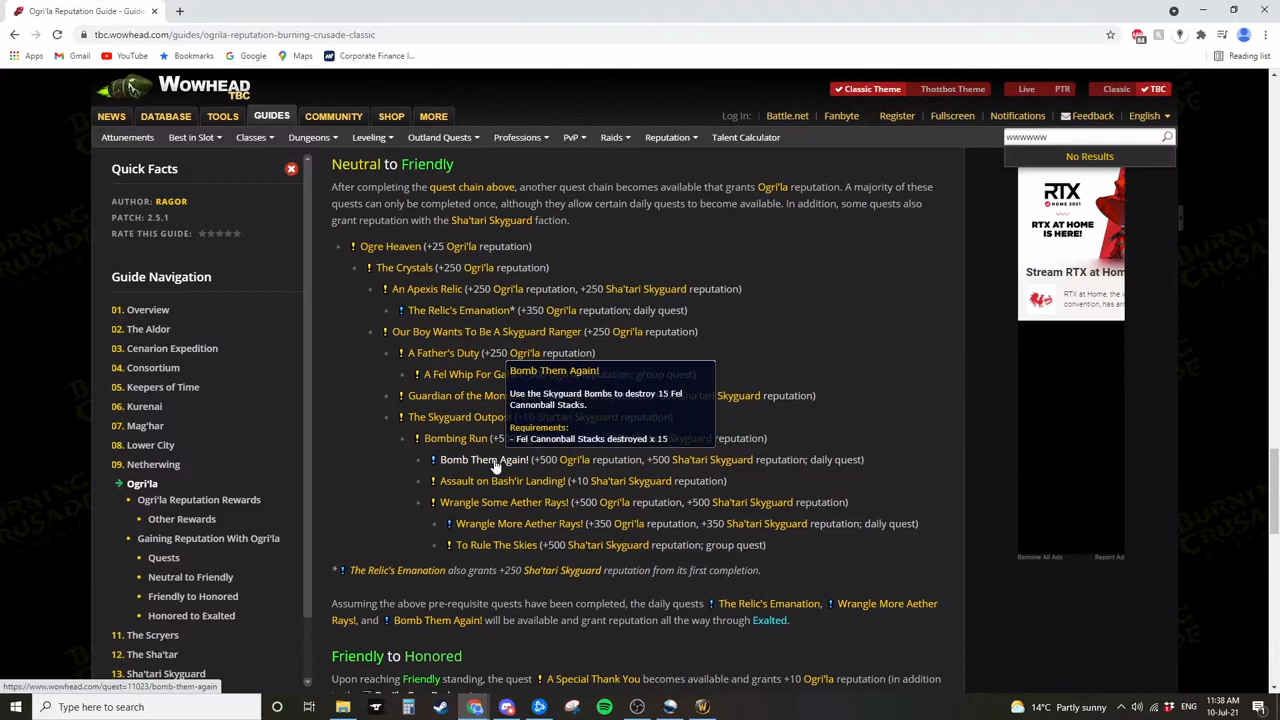 Ogri'la Reputation Guide - Guide
tbc.wowhead.com/guides/ogrila-reputation-burning-crusade-classic
Apps Gmail YouTube Bookmarks Google Maps Corporate Finance I... Reading list
WOWHEAD TBC
Classic Theme Thottbot Theme Live PTR Classic TBC
NEWS DATABASE TOOLS GUIDES COMMUNITY SHOP MORE
Log In: Battle.net Fanbyte Register Fullscreen Notifications Feedback English
Attunements Best in Slot Classes Dungeons Leveling Outland Quests Professions PvP Raids Reputation Talent Calculator
wwwwww
No Results
Quick Facts
AUTHOR: RAGOR
PATCH: 2.5.1
RATE THIS GUIDE:
Guide Navigation
01. Overview
02. The Aldor
03. Cenarion Expedition
04. Consortium
05. Keepers of Time
06. Kurenai
07. Mag'har
08. Lower City
09. Netherwing
Ogri'la
Ogri'la Reputation Rewards
Other Rewards
Gaining Reputation With Ogri'la
Quests
Neutral to Friendly
Friendly to Honored
Honored to Exalted
11. The Scryers
12. The Sha'tar
13. Sha'tari Skyguard
Neutral to Friendly
After completing the quest chain above, another quest chain becomes available that grants Ogri'la reputation. A majority of these
quests can only be completed once, although they allow certain daily quests to become available. In addition, some quests also
grant reputation with the Sha'tari Skyguard faction.
Ogre Heaven (+25 Ogri'la reputation)
The Crystals (+250 Ogri'la reputation)
An Apexis Relic (+250 Ogri'la reputation, +250 Sha'tari Skyguard reputation)
The Relic's Emanation* (+350 Ogri'la reputation; daily quest)
Our Boy Wants To Be A Skyguard Ranger (+250 Ogri'la reputation)
A Father's Duty (+250 Ogri'la reputation)
A Fel Whip For Ga reputation; group quest)
Guardian of the Mon Skyguard reputation)
The Skyguard Outpos (+10 Sha'tari Skyguard reputation)
Bombing Run (+5 Skyguard reputation)
Bomb Them Again!
Use the Skyguard Bombs to destroy 15 Fel
Cannonball Stacks.
Requirements:
- Fel Cannonball Stacks destroyed x 15
Bomb Them Again! (+500 Ogri'la reputation, +500 Sha'tari Skyguard reputation; daily quest)
Assault on Bash'ir Landing! (+10 Sha'tari Skyguard reputation)
Wrangle Some Aether Rays! (+500 Ogri'la reputation, +500 Sha'tari Skyguard reputation)
Wrangle More Aether Rays! (+350 Ogri'la reputation, +350 Sha'tari Skyguard reputation; daily quest)
To Rule The Skies (+500 Sha'tari Skyguard reputation; group quest)
* The Relic's Emanation also grants +250 Sha'tari Skyguard reputation from its first completion.
Assuming the above pre-requisite quests have been completed, the daily quests The Relic's Emanation, Wrangle More Aether
Rays!, and Bomb Them Again! will be available and grant reputation all the way through Exalted.
Friendly to Honored
Upon reaching Friendly standing, the quest A Special Thank You becomes available and grants +10 Ogri'la reputation (in addition
RTX
HOME 2021
RTX AT HOME
IS HERE!
Stream RTX at Hom
RTX at Home, the v
convention, has arr
Remove All Ads Report Ad
https://www.wowhead.com/quest=11023/bomb-them-again
Type here to search
14°C Partly sunny
11:38 AM
10-Jul-21